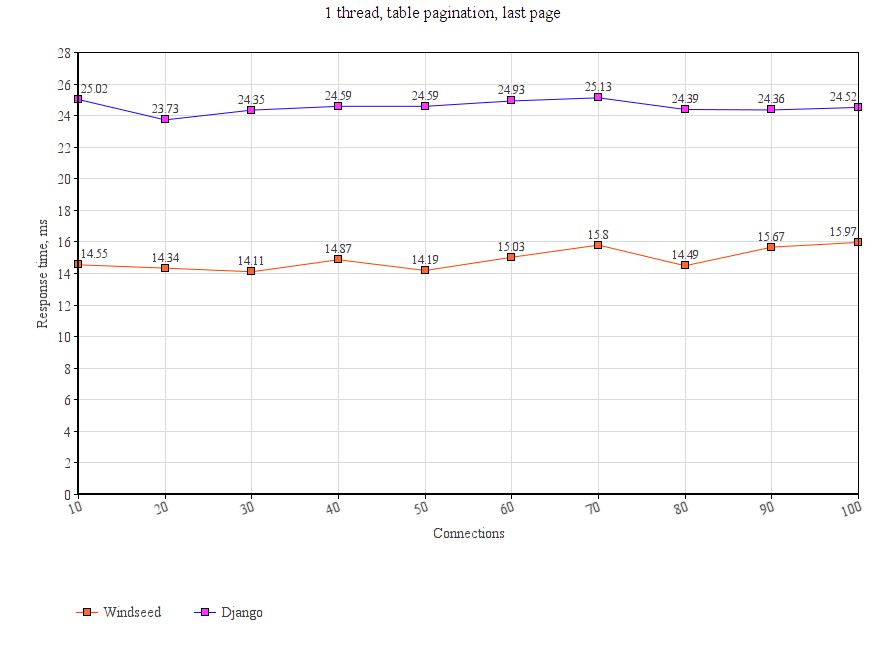 1 thread, table pagination, last page
28
26
24
22
20
18
16
14
12
10
8
6
4
2
0
Response time, ms
25.02 23.73 24.35 24.59 24.59 24.93 25.13 24.39 24.36 24.52
14.55 14.34 14.11 14.87 14.19 15.03 15.8 14.49 15.67 15.97
10 20 30 40 50 60 70 80 90 100
Connections
Windseed Django